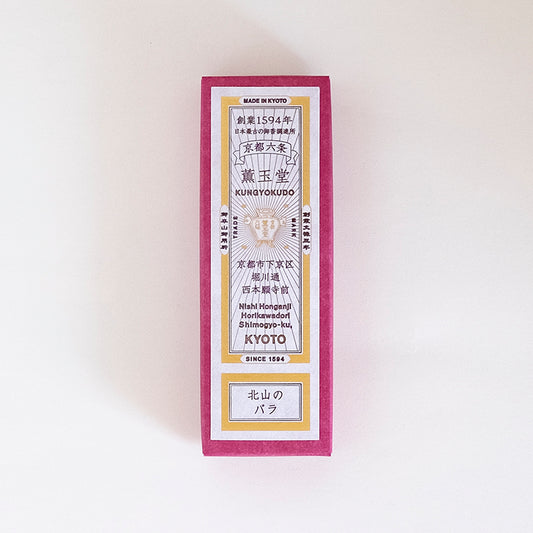 MADE IN KYOTO
創業1594年
日本最古の御香調進所
京都六条
薫玉堂
KUNGYOKUDO
TRADE
MARK
京都市下京区
堀川通
西本願寺前
Nishi Honganji
Horikawadori
Shimogyo-ku,
KYOTO
SINCE 1594
北山の
バラ